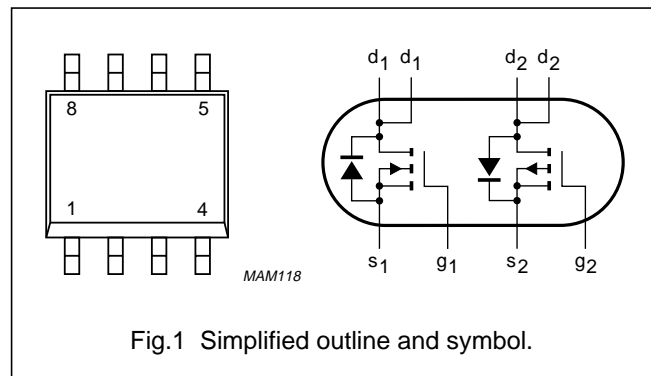 d1 d1 d2 d2
8 5
1 4
s1 g1 s2 g2
MAM118
Fig.1 Simplified outline and symbol.